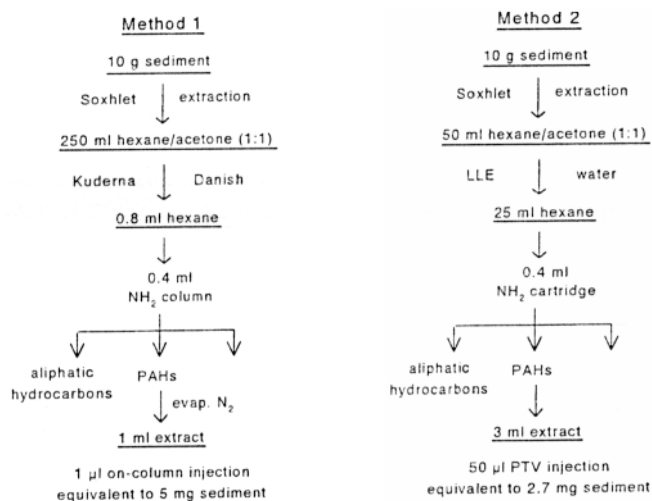 Method 1
10 g sediment
Soxhlet extraction
250 ml hexane/acetone (1:1)
Kuderna Danish
0.8 ml hexane
0.4 ml
NH₂ column
aliphatic
hydrocarbons
PAHs
evap. N₂
1 ml extract
1 µl on-column injection
equivalent to 5 mg sediment
Method 2
10 g sediment
Soxhlet extraction
50 ml hexane/acetone (1:1)
LLE water
25 ml hexane
0.4 ml
NH₂ cartridge
aliphatic
hydrocarbons
PAHs
3 ml extract
50 µl PTV injection
equivalent to 2.7 mg sediment